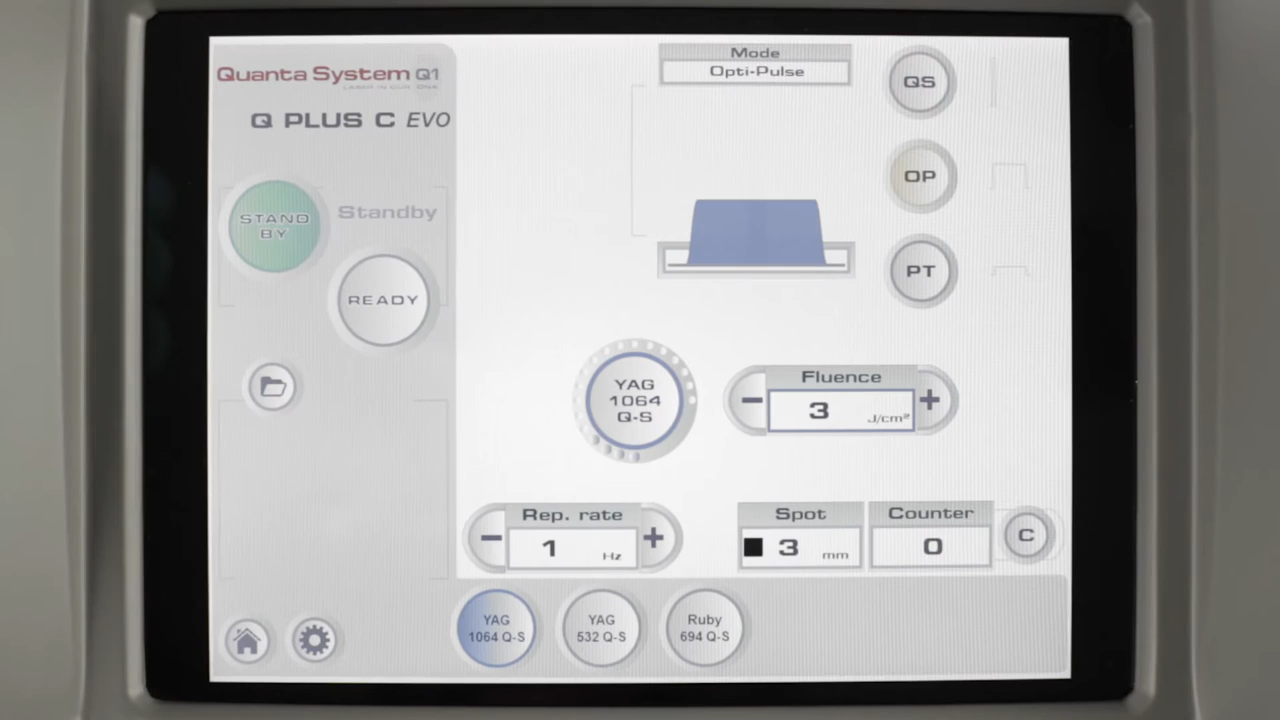 Quanta System Q1
Q PLUS C EVO
STAND
BY
Standby
READY
Mode
Opti-Pulse
QS
OP
PT
YAG
1064
Q-S
Fluence
− 3 J/cm² +
Rep. rate
− 1 Hz +
Spot
3 mm
Counter
0
C
YAG
1064 Q-S
YAG
532 Q-S
Ruby
694 Q-S